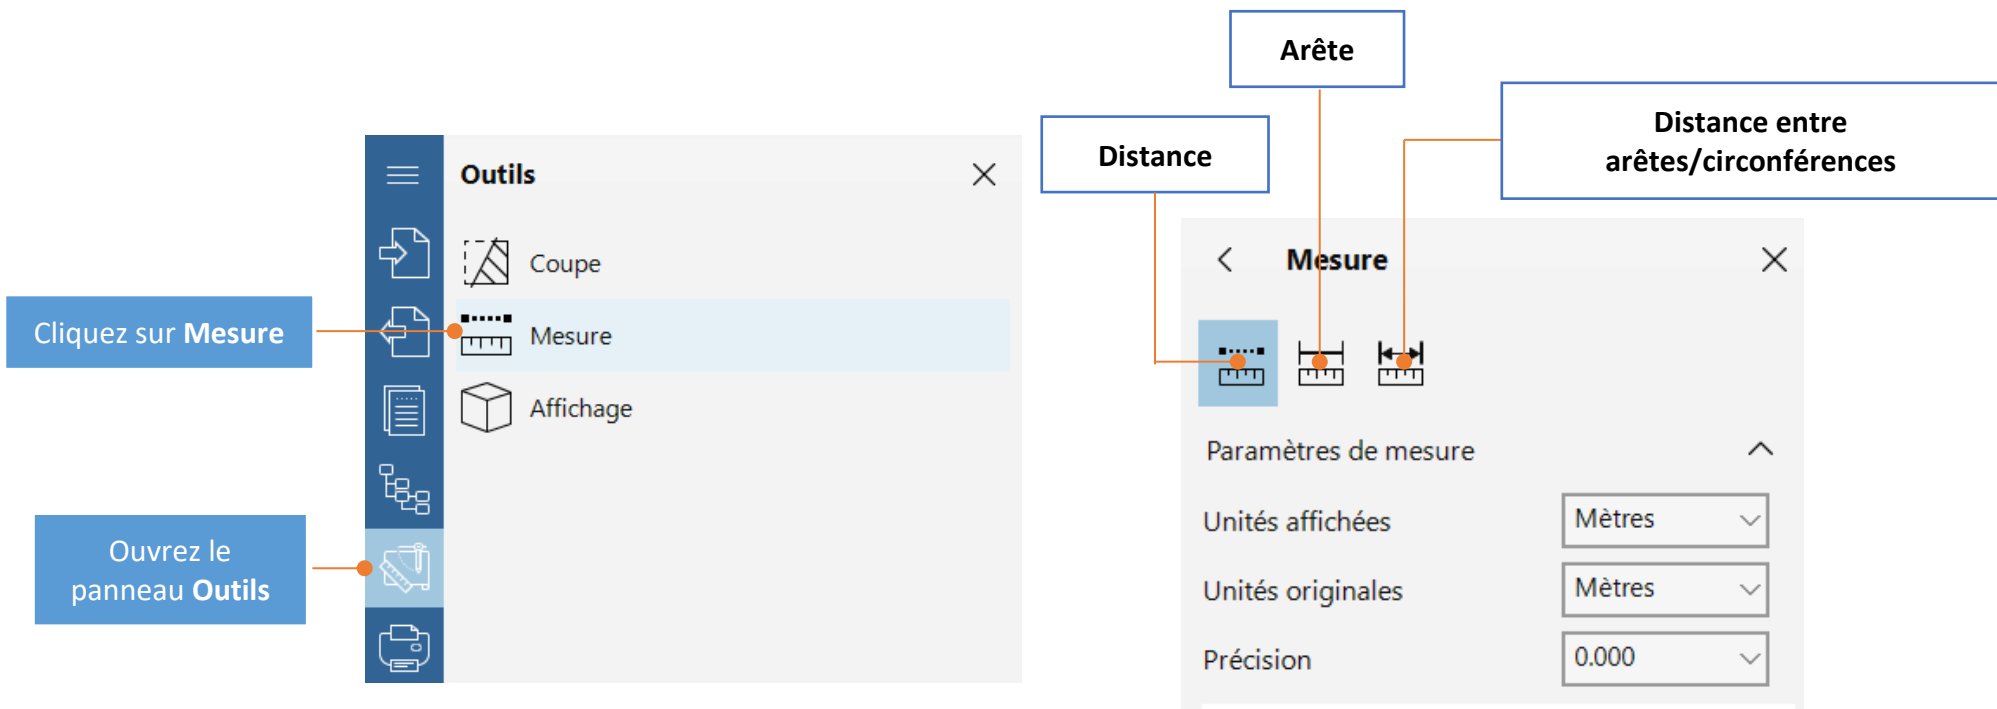 Arête
Distance entre
arêtes/circonférences
Distance
Outils
Coupe
Cliquez sur Mesure
Mesure
Affichage
Ouvrez le
panneau Outils
Mesure
Paramètres de mesure
Unités affichées Mètres
Unités originales Mètres
Précision 0.000